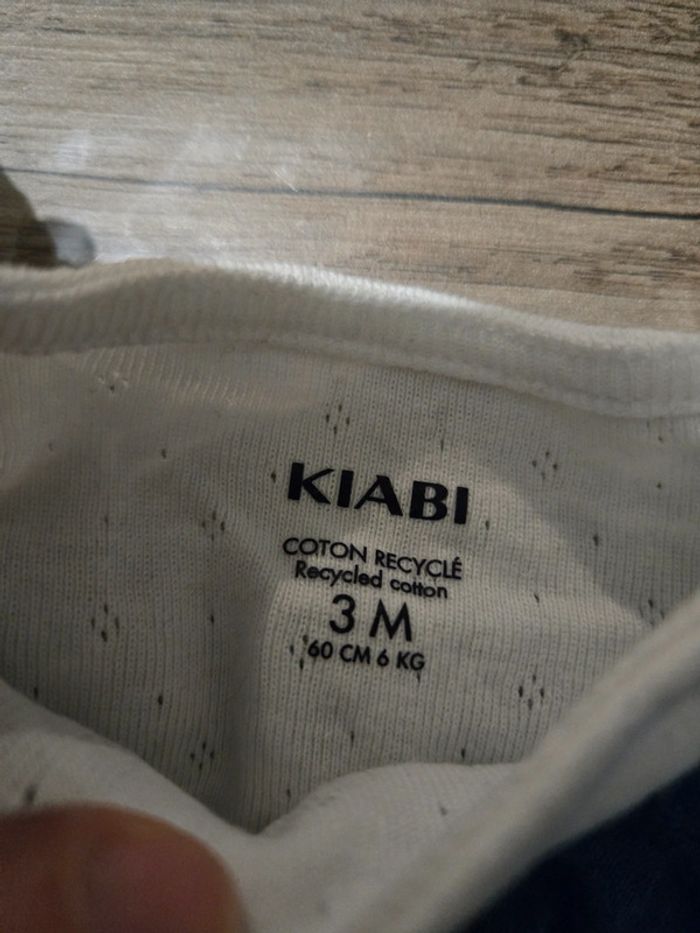 KIABI
COTON RECYCLÉ
Recycled cotton
3 M
60 CM 6 KG